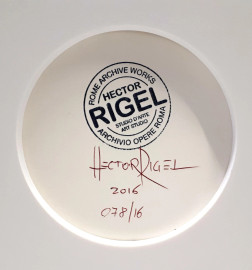 ROME ARCHIVE WORKS
HECTOR
RIGEL
STUDIO D'ARTE
ART STUDIO
ARCHIVIO OPERE ROMA
HECTOR RIGEL
2016
078/16